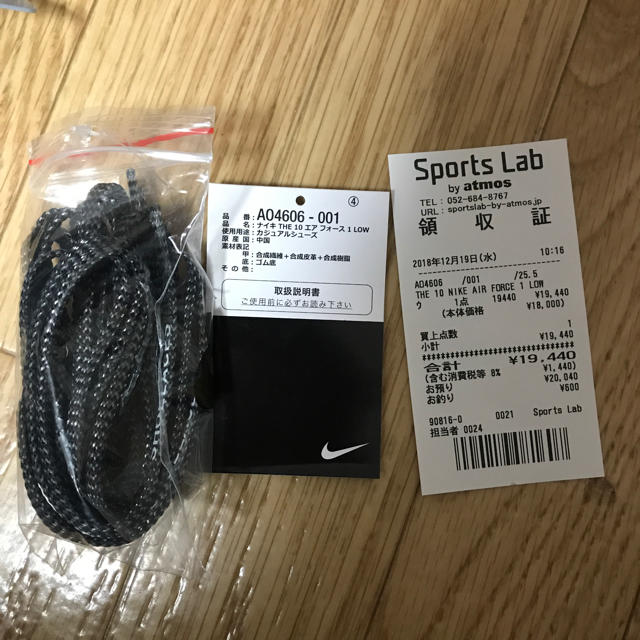 ④
品　番：AO4606-001
品　名：ナイキ THE 10 エア フォース 1 LOW
使用用途：カジュアルシューズ
原 産 国：中国
素材表記
甲：合成繊維＋合成皮革＋合成樹脂
底：ゴム底
その他：
取扱説明書
ご使用前に必ずお読み下さい
Sports Lab
by atmos
TEL : 052-684-8767
URL : sportslab-by-atmos.jp
領 収 証
2018年12月19日(水) 10:16
AO4606 /001 /25.5
THE 10 NIKE AIR FORCE 1 LOW
ウ 1点 19440 ¥19,440
(本体価格 ¥18,000)
買上点数 1
小計 ¥19,440
合計 ¥19,440
(含む消費税等 8% ¥1,440)
お預り ¥20,040
お釣り ¥600
90816-0 0021 Sports Lab
担当者 0024